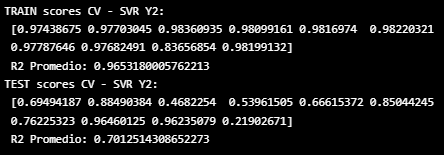 TRAIN scores CV - SVR Y2:
[0.97438675 0.97703045 0.98360935 0.98099161 0.9816974  0.98220321
0.97787646 0.97682491 0.83656854 0.98199132]
R2 Promedio: 0.9653180005762213
TEST scores CV - SVR Y2:
[0.69494187 0.88490384 0.4682254  0.53961505 0.66615372 0.85044245
0.76225323 0.96460125 0.96235079 0.21902671]
R2 Promedio: 0.7012514308652273